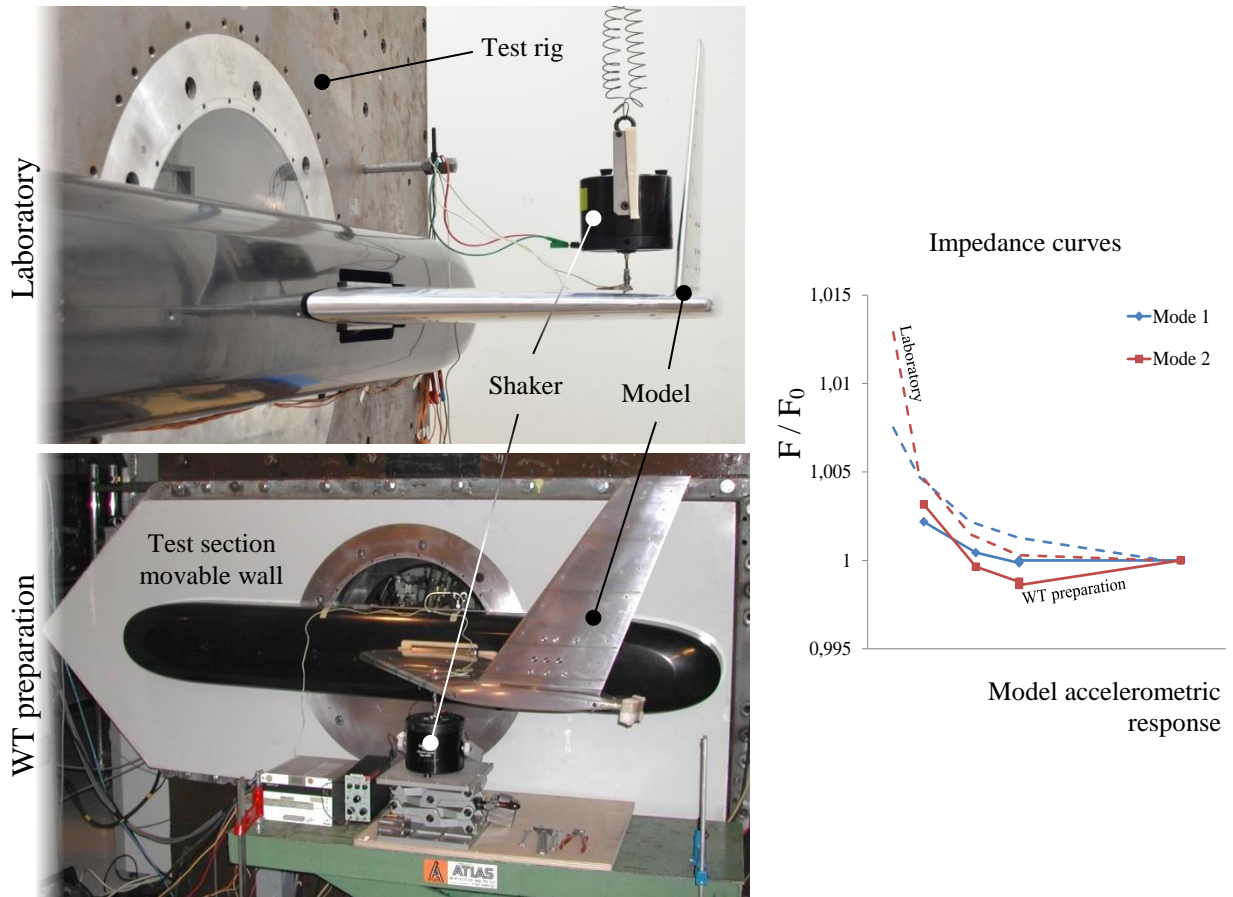 Laboratory
Test rig
Shaker
Model
WT preparation
Test section
movable wall
ATLAS
Impedance curves
F / F0
1,015
1,01
1,005
1
0,995
Mode 1
Mode 2
Laboratory
WT preparation
Model accelerometric
response